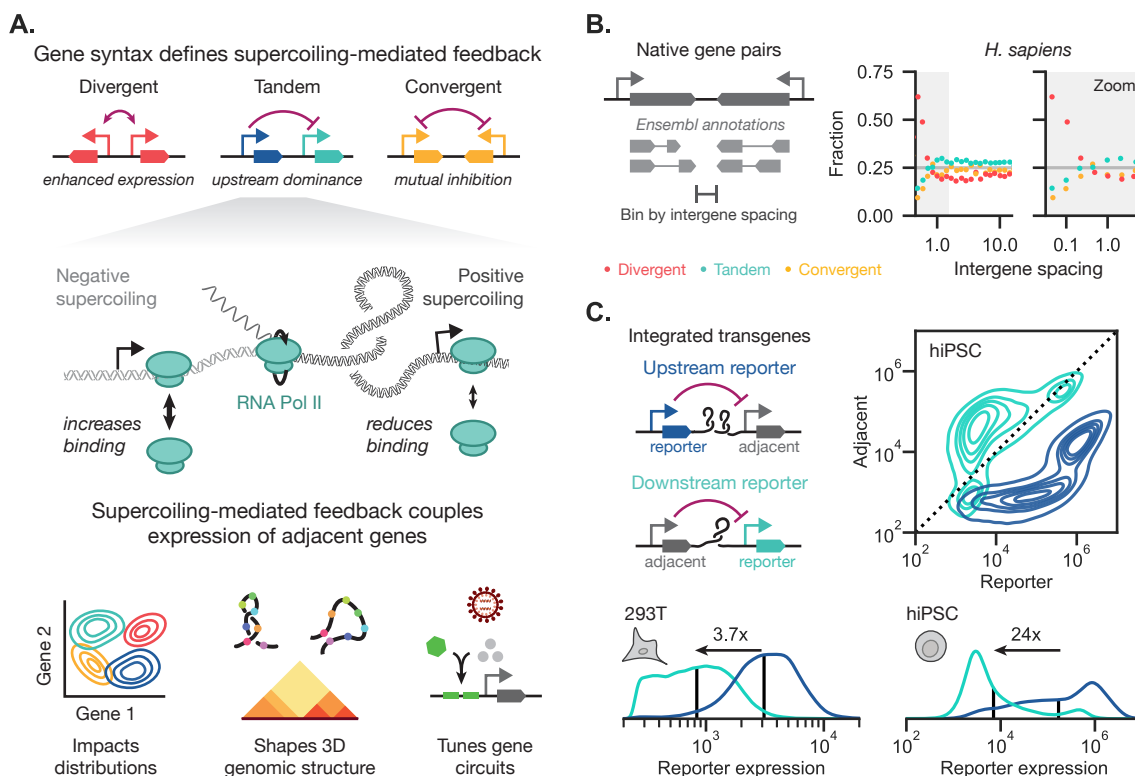 A.
Gene syntax defines supercoiling-mediated feedback
Divergent
Tandem
Convergent
enhanced expression
upstream dominance
mutual inhibition
Negative
supercoiling
Positive
supercoiling
RNA Pol II
increases
binding
reduces
binding
Supercoiling-mediated feedback couples
expression of adjacent genes
Gene 2
Gene 1
Impacts
distributions
Shapes 3D
genomic structure
Tunes gene
circuits
B.
Native gene pairs
Ensembl annotations
Bin by intergene spacing
H. sapiens
Fraction
0.75
0.50
0.25
0.00
1.0
10.0
Zoom
0.1
1.0
Intergene spacing
Divergent
Tandem
Convergent
C.
Integrated transgenes
Upstream reporter
reporter
adjacent
Downstream reporter
adjacent
reporter
hiPSC
Adjacent
10⁶
10⁴
10²
10²
10⁴
10⁶
Reporter
293T
3.7x
10³
10⁴
Reporter expression
hiPSC
24x
10²
10⁴
10⁶
Reporter expression